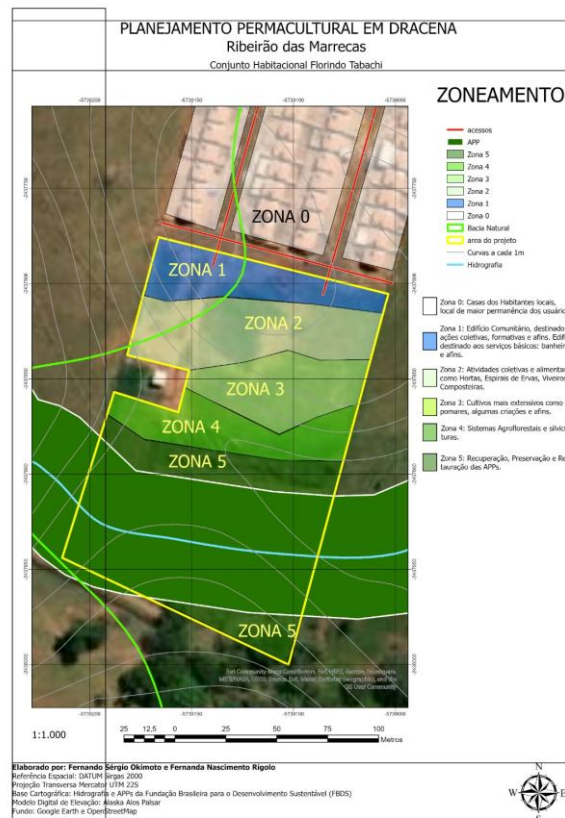 PLANEJAMENTO PERMACULTURAL EM DRACENA
Ribeirão das Marrecas
Conjunto Habitacional Florindo Tabachi
ZONEAMENTO
acessos
APP
Zona 5
Zona 4
Zona 3
Zona 2
Zona 1
Zona 0
Bacia Natural
area do projeto
Curvas a cada 1m
Hidrografia
Zona 0: Casas dos Habitantes locais,
local de maior permanência dos usuário
Zona 1: Edifício Comunitário, destinado
ações coletivas, formativas e afins. Edif
destinado aos serviços básicos: banheir
e afins.
Zona 2: Atividades coletivas e alimenta
como Hortas, Espirais de Ervas, Viveiros
Composteiras.
Zona 3: Cultivos mais extensivos como
pomares, algumas criações e afins.
Zona 4: Sistemas Agroflorestais e silvic
turas.
Zona 5: Recuperação, Preservação e Re
tauração das APPs.
ZONA 0
ZONA 1
ZONA 2
ZONA 3
ZONA 4
ZONA 5
ZONA 5
1:1.000
25 12,5 0 25 50 75 100
Metros
Elaborado por: Fernando Sérgio Okimoto e Fernanda Nascimento Rigolo
Referência Espacial: DATUM Sirgas 2000
Projeção Transversa Mercator UTM 22S
Base Cartográfica: Hidrografia e APPs da Fundação Brasileira para o Desenvolvimento Sustentável (FBDS)
Modelo Digital de Elevação: Alaska Alos Palsar
Fundo: Google Earth e OpenStreetMap
N
W
E
S